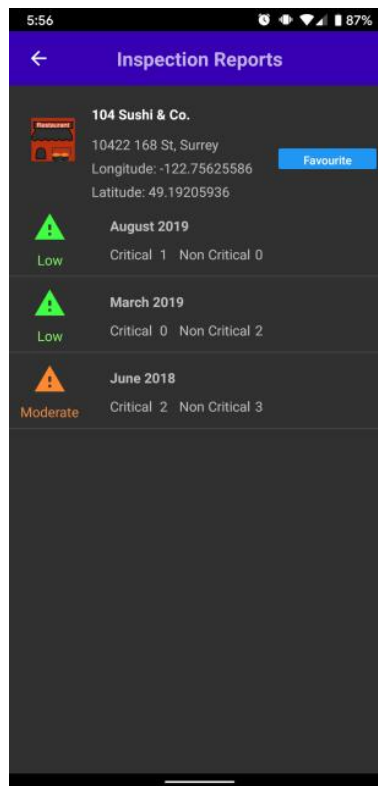 5:56
87%
Inspection Reports
Restaurant
104 Sushi & Co.
10422 168 St, Surrey
Longitude: -122.75625586
Latitude: 49.19205936
Favourite
August 2019
Critical 1 Non Critical 0
Low
March 2019
Critical 0 Non Critical 2
Low
June 2018
Critical 2 Non Critical 3
Moderate